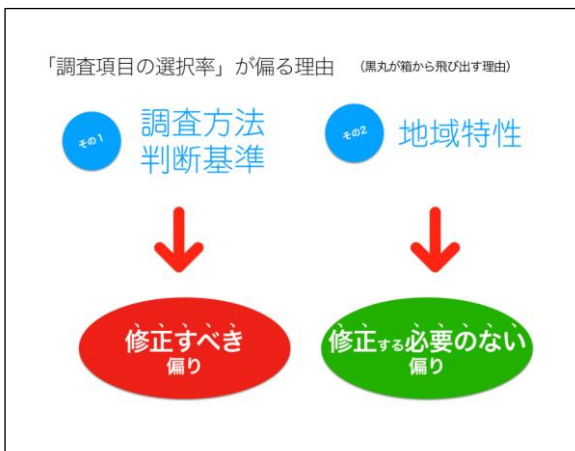 「調査項目の選択率」が偏る理由 （黒丸が箱から飛び出す理由）
その1
調査方法
判断基準
その2
地域特性
修正すべき
偏り
修正する必要のない
偏り